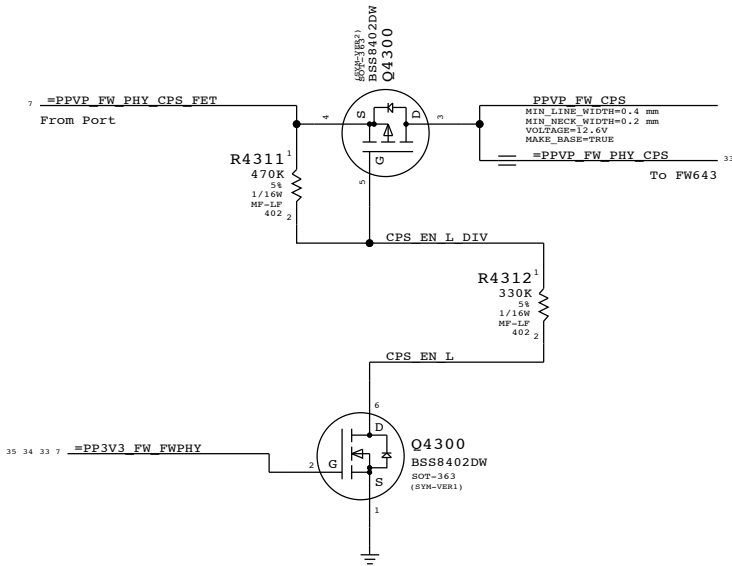 (SYM-VER2)
SOT-363
BSS8402DW
Q4300
7
=PPVP_FW_PHY_CPS_FET
From Port
4
S
D
G
3
5
PPVP_FW_CPS
MIN_LINE_WIDTH=0.4 mm
MIN_NECK_WIDTH=0.2 mm
VOLTAGE=12.6V
MAKE_BASE=TRUE
=PPVP_FW_PHY_CPS
33
To FW643
R4311
1
470K
5%
1/16W
MF-LF
402
2
CPS_EN_L_DIV
R4312
1
330K
5%
1/16W
MF-LF
402
2
CPS_EN_L
6
35 34 33 7
=PP3V3_FW_FWPHY
2
G
D
S
Q4300
BSS8402DW
SOT-363
(SYM-VER1)
1